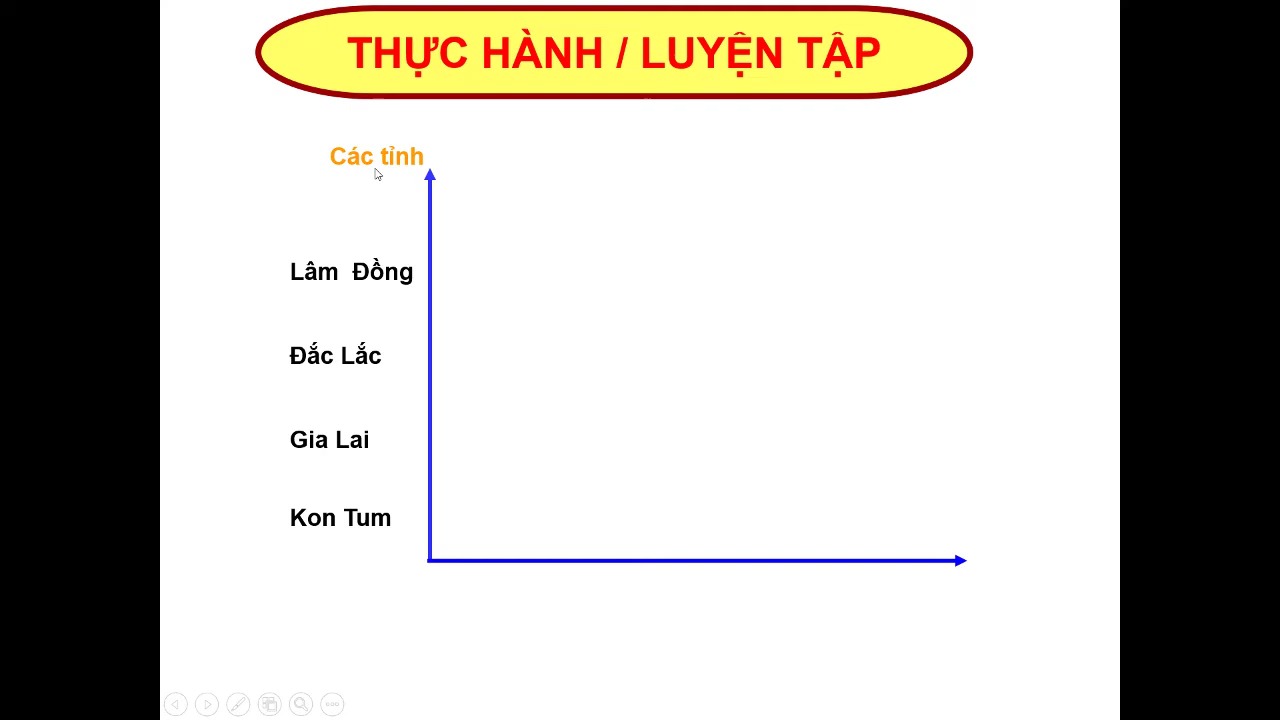 THỰC HÀNH / LUYỆN TẬP
Các tỉnh
Lâm Đồng
Đắc Lắc
Gia Lai
Kon Tum